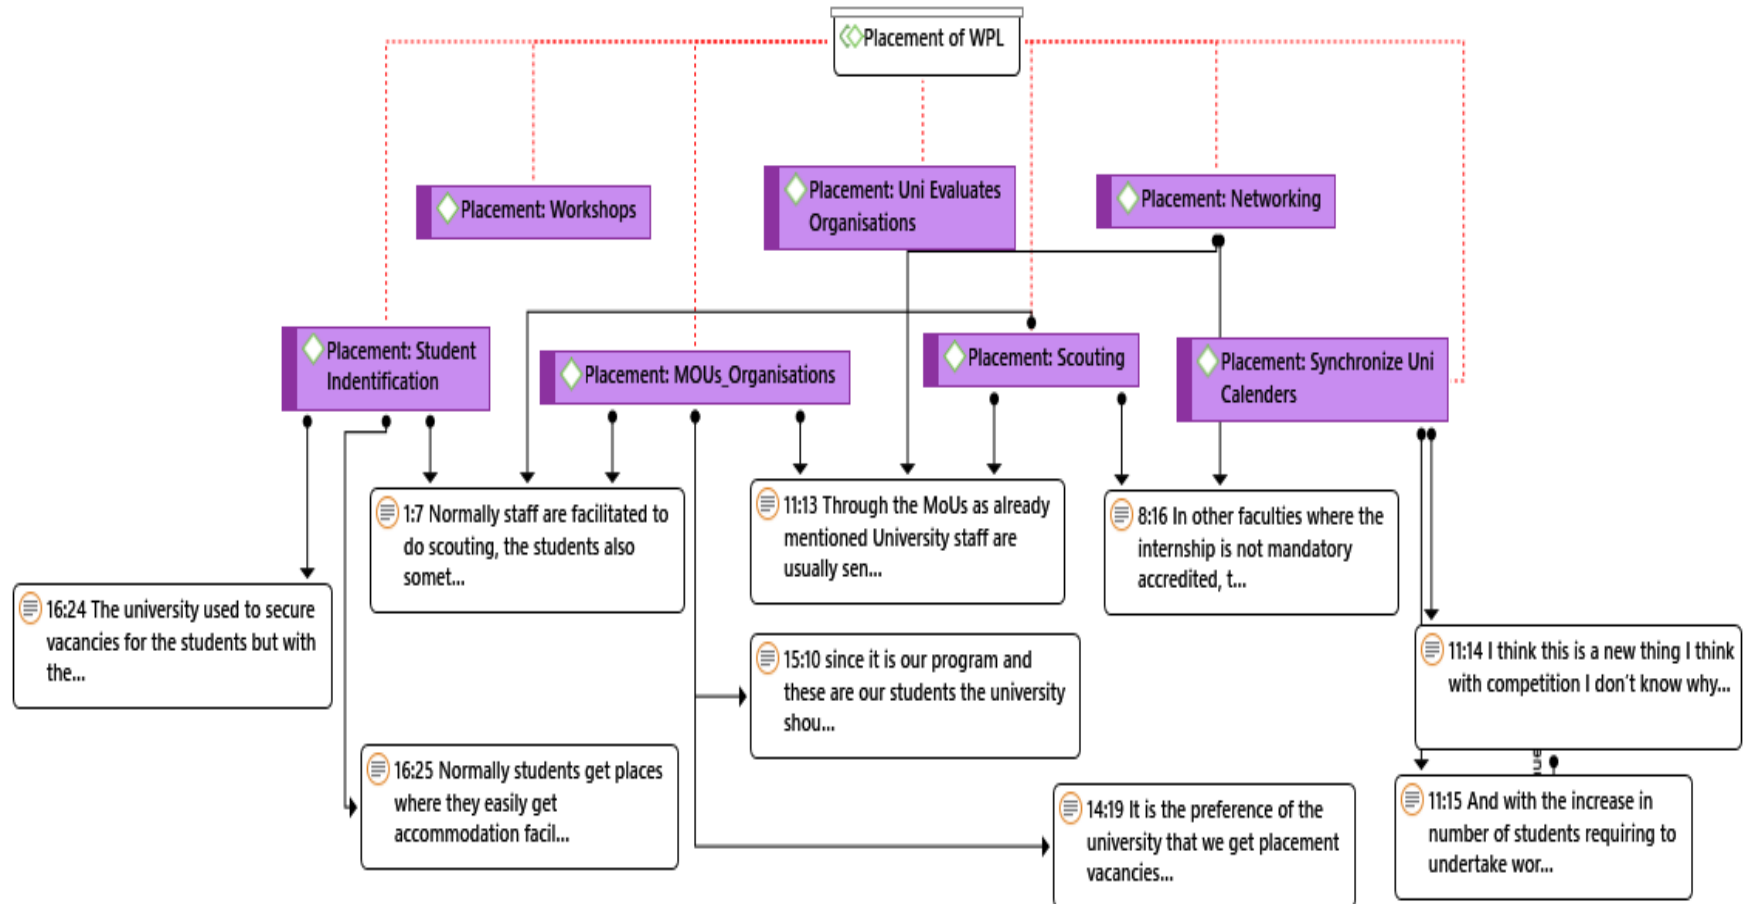 Placement of WPL
Placement: Workshops
Placement: Uni Evaluates
Organisations
Placement: Networking
Placement: Student
Indentification
Placement: MOUs_Organisations
Placement: Scouting
Placement: Synchronize Uni
Calenders
1:7 Normally staff are facilitated to
do scouting, the students also
somet...
11:13 Through the MoUs as already
mentioned University staff are
usually sen...
8:16 In other faculties where the
internship is not mandatory
accredited, t...
16:24 The university used to secure
vacancies for the students but with
the...
15:10 since it is our program and
these are our students the university
shou...
11:14 I think this is a new thing I think
with competition I don't know why...
16:25 Normally students get places
where they easily get
accommodation facil...
14:19 It is the preference of the
university that we get placement
vacancies...
11:15 And with the increase in
number of students requiring to
undertake wor...